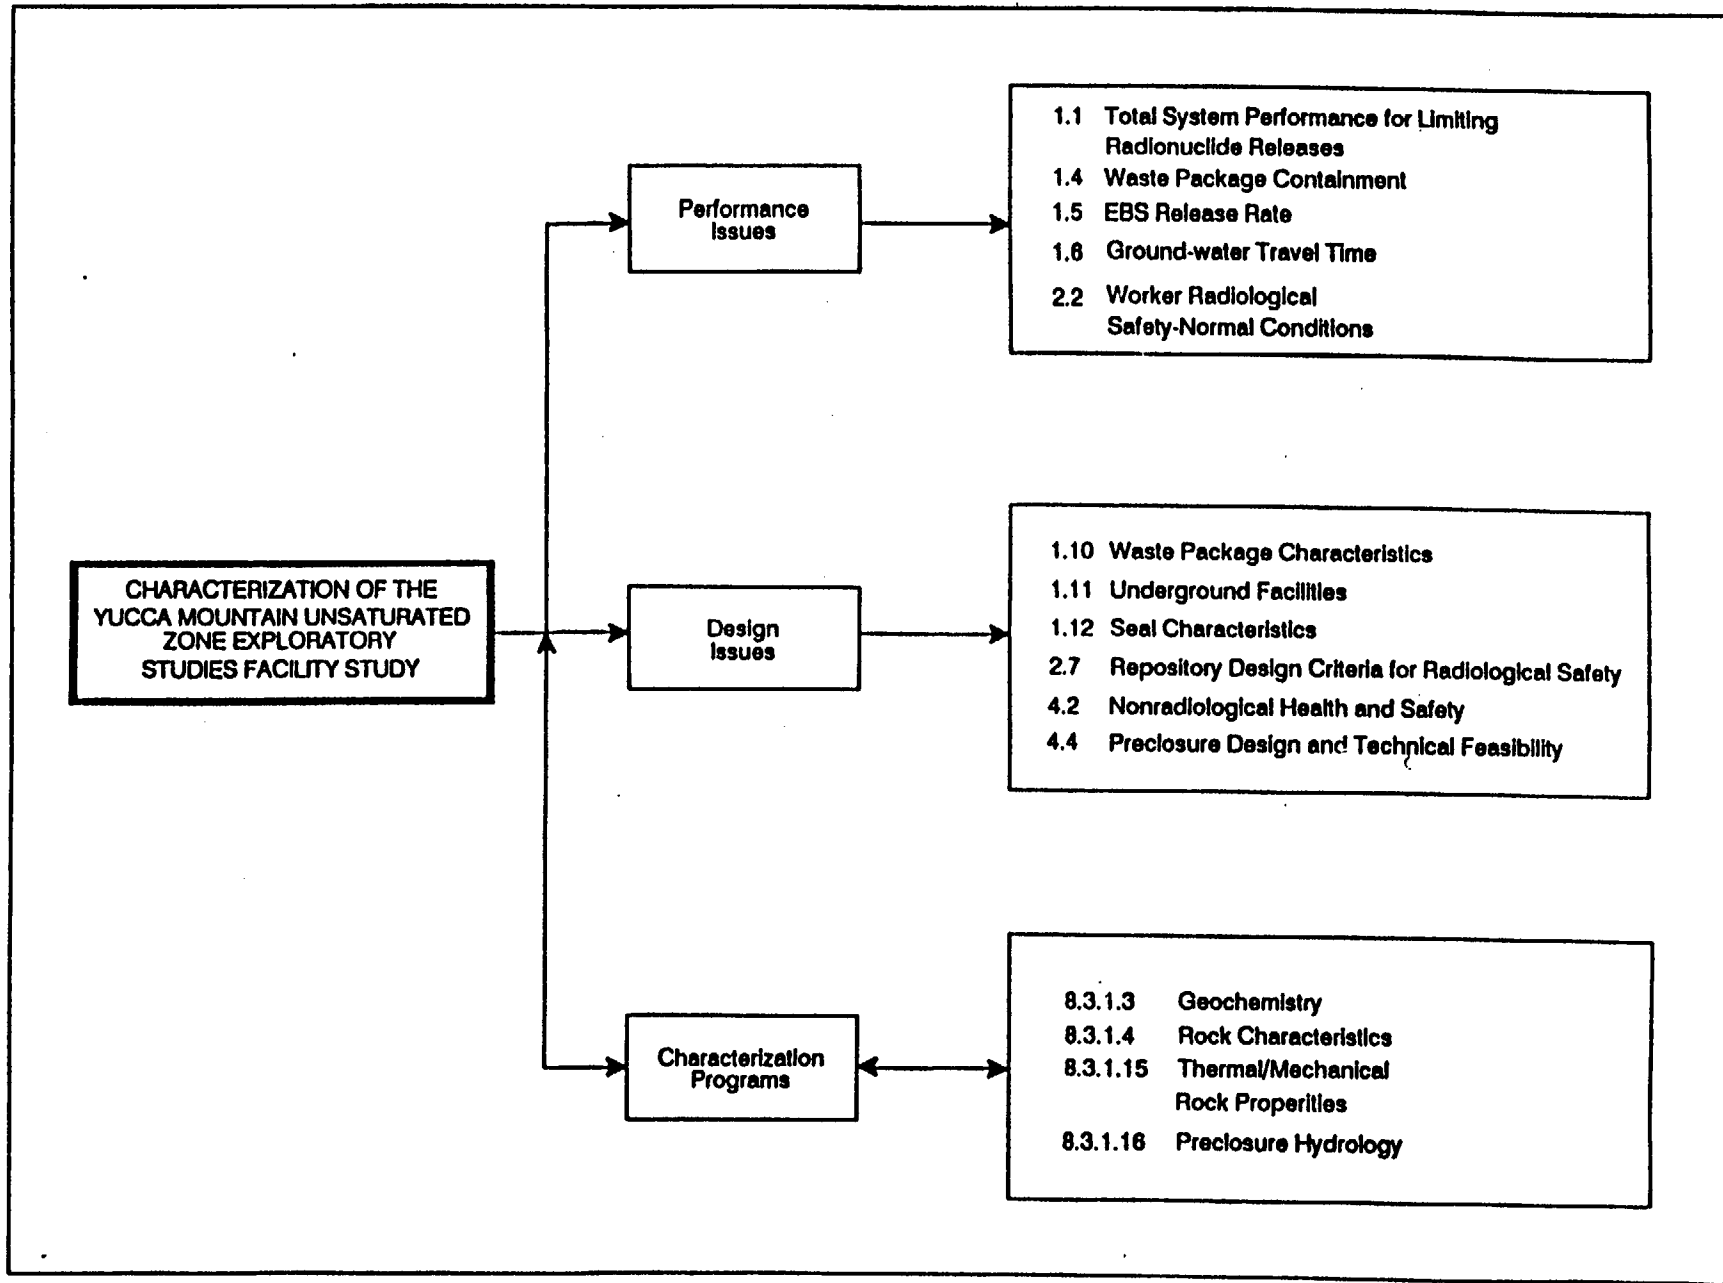 CHARACTERIZATION OF THE
YUCCA MOUNTAIN UNSATURATED
ZONE EXPLORATORY
STUDIES FACILITY STUDY
Performance
Issues
1.1 Total System Performance for Limiting
Radionuclide Releases
1.4 Waste Package Containment
1.5 EBS Release Rate
1.6 Ground-water Travel Time
2.2 Worker Radiological
Safety-Normal Conditions
Design
Issues
1.10 Waste Package Characteristics
1.11 Underground Facilities
1.12 Seal Characteristics
2.7 Repository Design Criteria for Radiological Safety
4.2 Nonradiological Health and Safety
4.4 Preclosure Design and Technical Feasibility
Characterization
Programs
8.3.1.3 Geochemistry
8.3.1.4 Rock Characteristics
8.3.1.15 Thermal/Mechanical
Rock Properities
8.3.1.16 Preclosure Hydrology